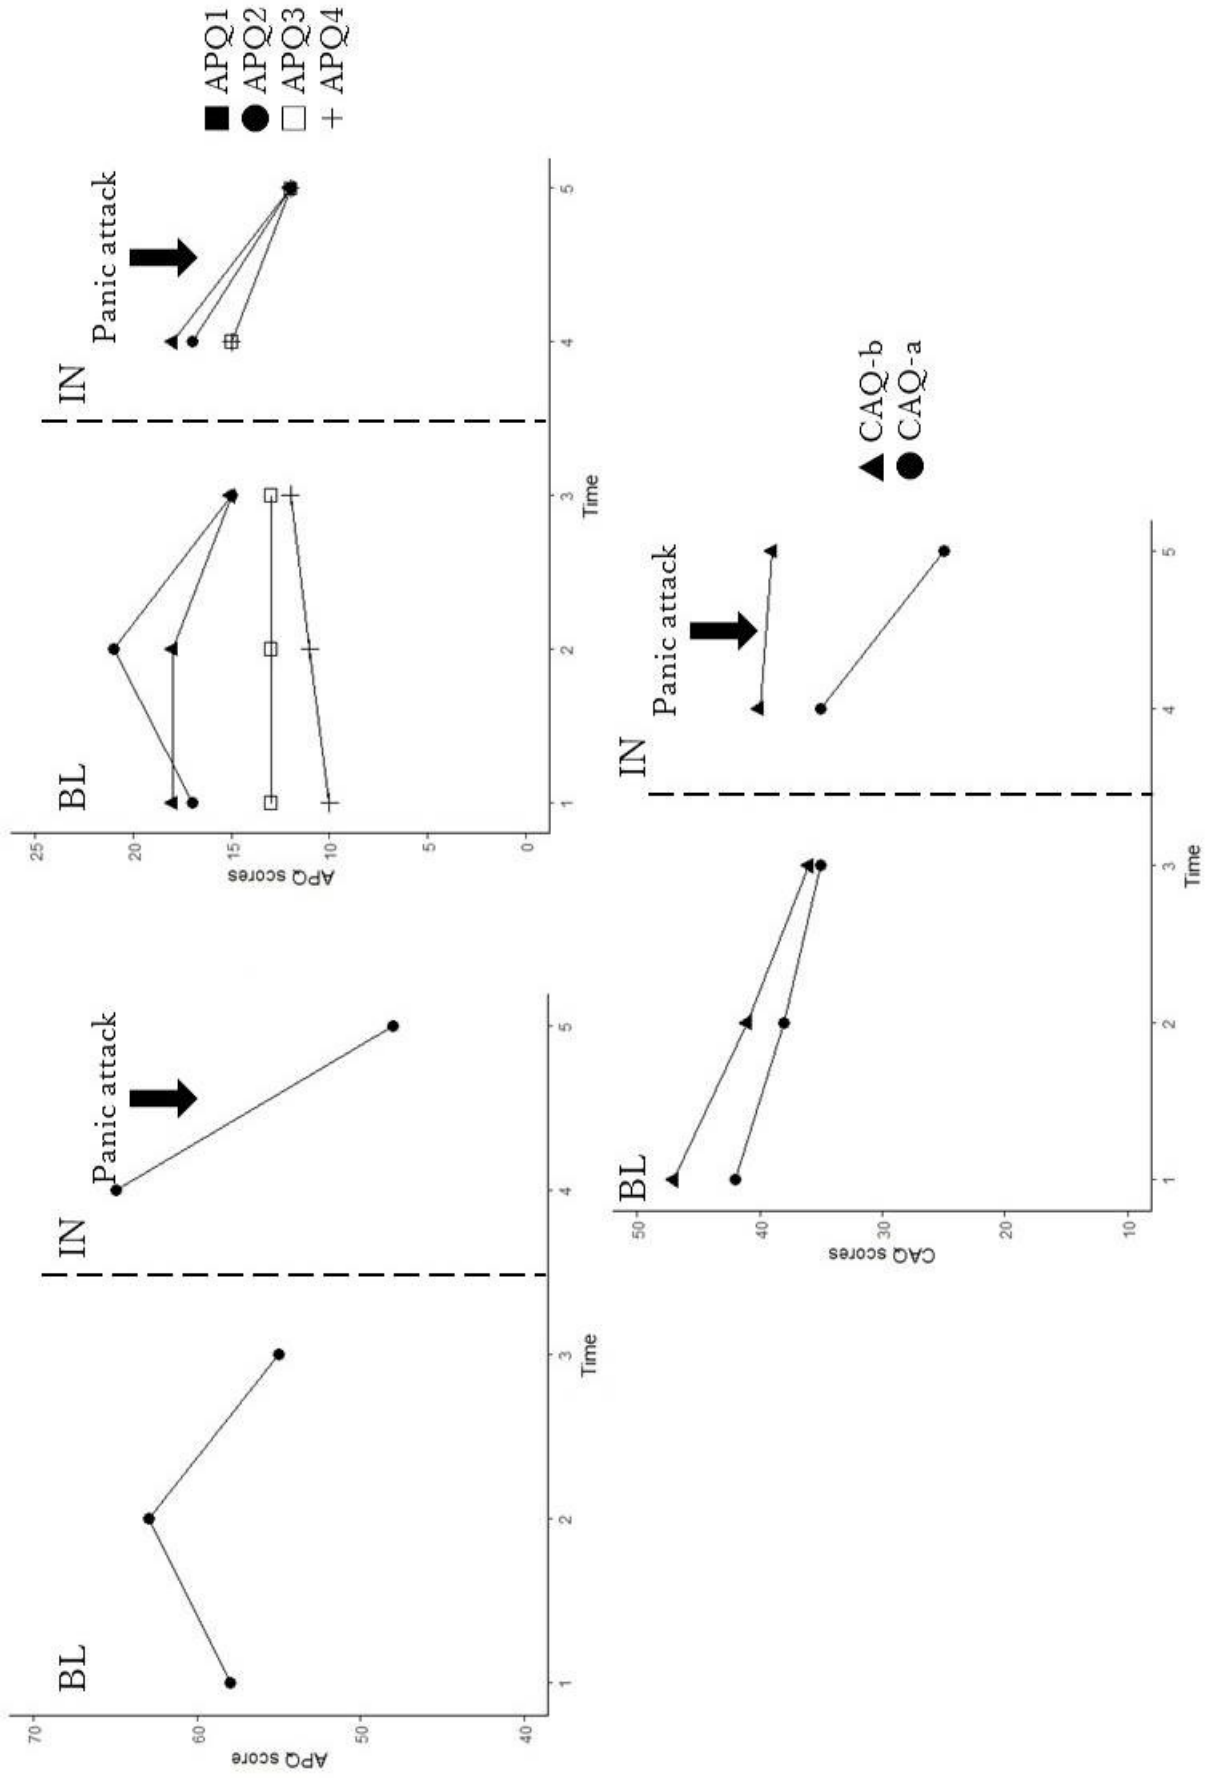 BL
IN
Panic attack
APQ score
70
60
50
40
1
2
3
4
5
Time
BL
IN
Panic attack
APQ scores
25
20
15
10
5
0
1
2
3
4
5
Time
APQ1
APQ2
APQ3
APQ4
BL
IN
Panic attack
CAQ scores
50
40
30
20
10
1
2
3
4
5
Time
CAQ-b
CAQ-a